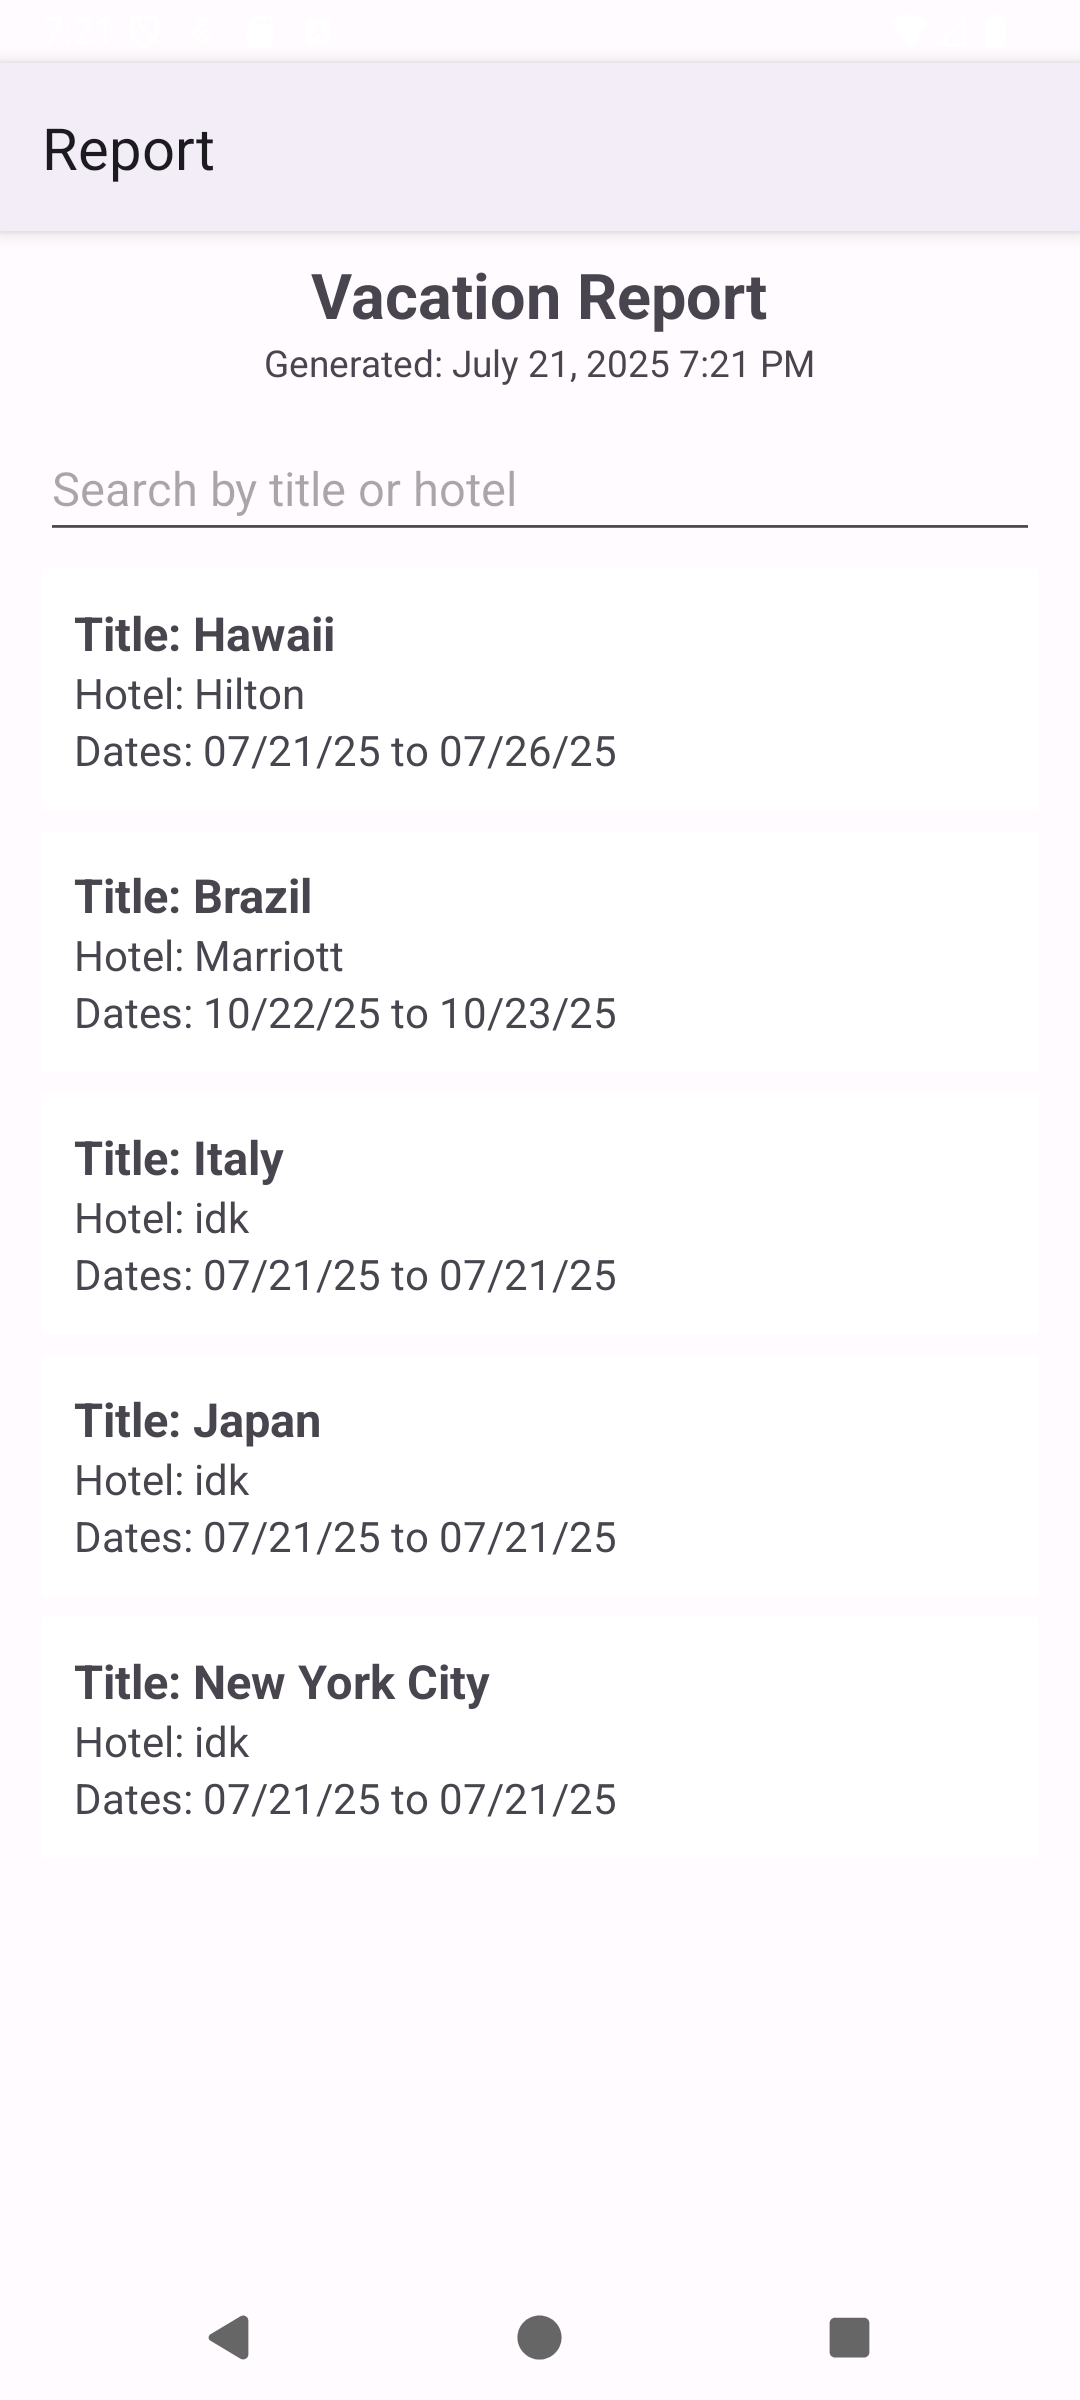 Report
Vacation Report
Generated: July 21, 2025 7:21 PM
Search by title or hotel
Title: Hawaii
Hotel: Hilton
Dates: 07/21/25 to 07/26/25
Title: Brazil
Hotel: Marriott
Dates: 10/22/25 to 10/23/25
Title: Italy
Hotel: idk
Dates: 07/21/25 to 07/21/25
Title: Japan
Hotel: idk
Dates: 07/21/25 to 07/21/25
Title: New York City
Hotel: idk
Dates: 07/21/25 to 07/21/25